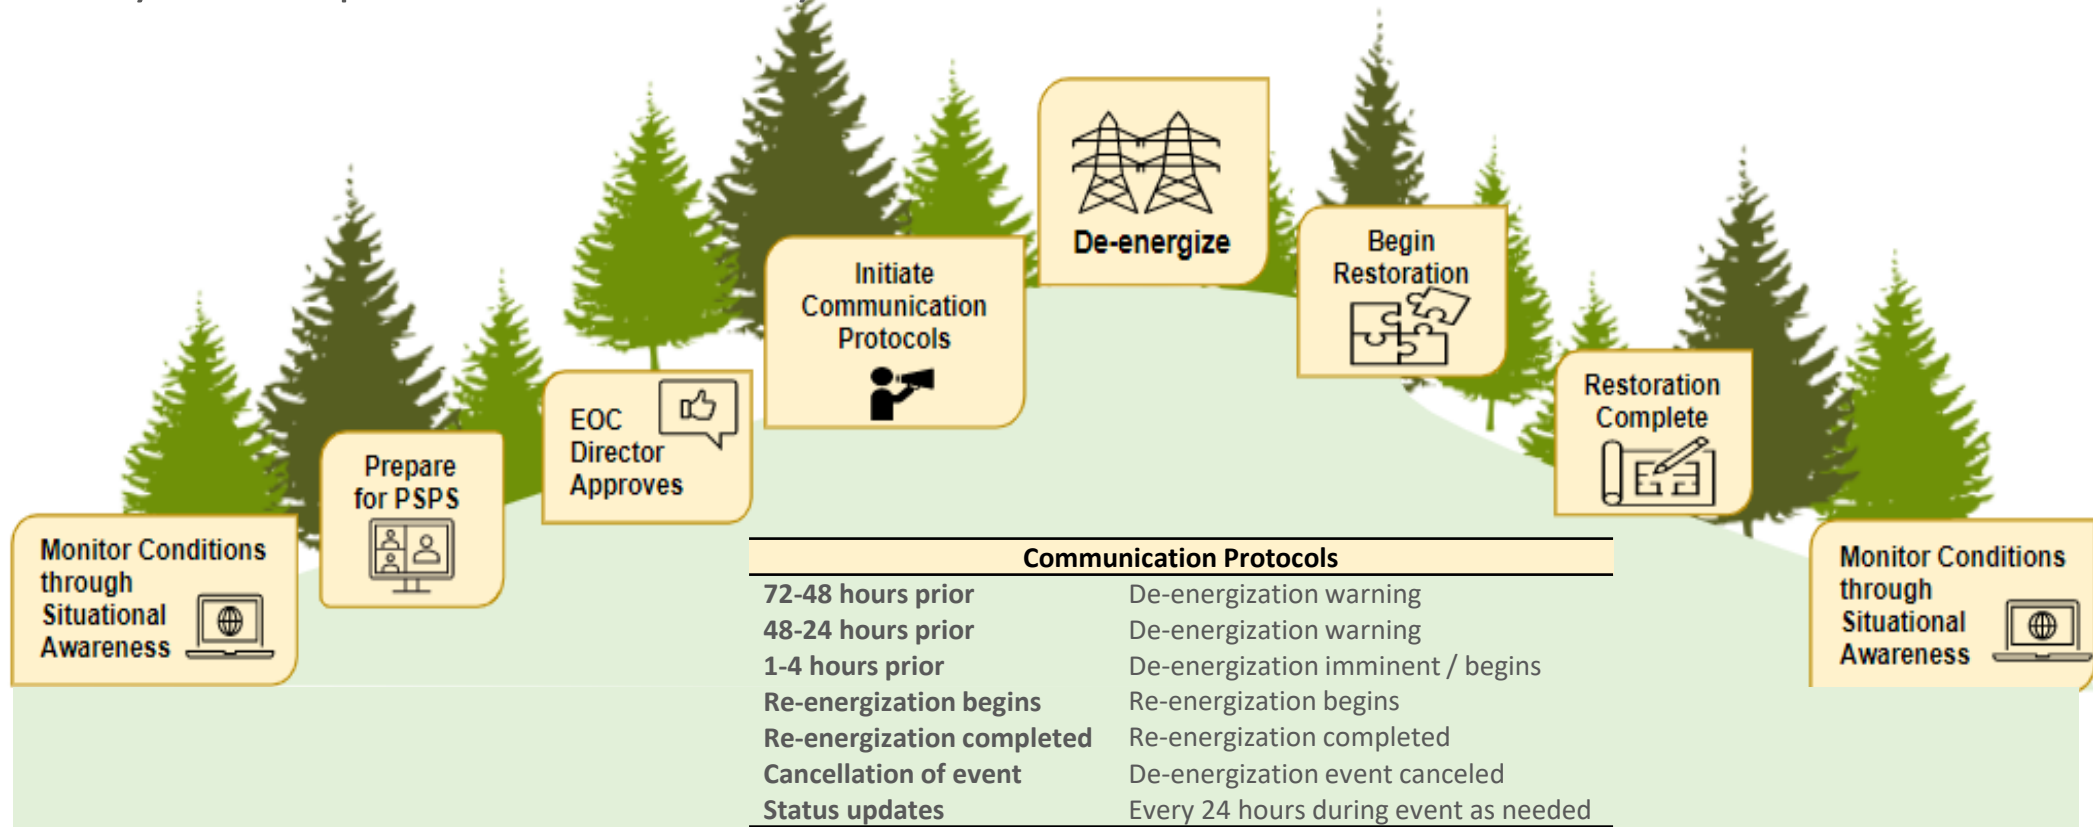 Monitor Conditions
through
Situational
Awareness
Prepare
for PSPS
EOC
Director
Approves
Initiate
Communication
Protocols
De-energize
Begin
Restoration
Restoration
Complete
Monitor Conditions
through
Situational
Awareness
Communication Protocols
72-48 hours prior De-energization warning
48-24 hours prior De-energization warning
1-4 hours prior De-energization imminent / begins
Re-energization begins Re-energization begins
Re-energization completed Re-energization completed
Cancellation of event De-energization event canceled
Status updates Every 24 hours during event as needed